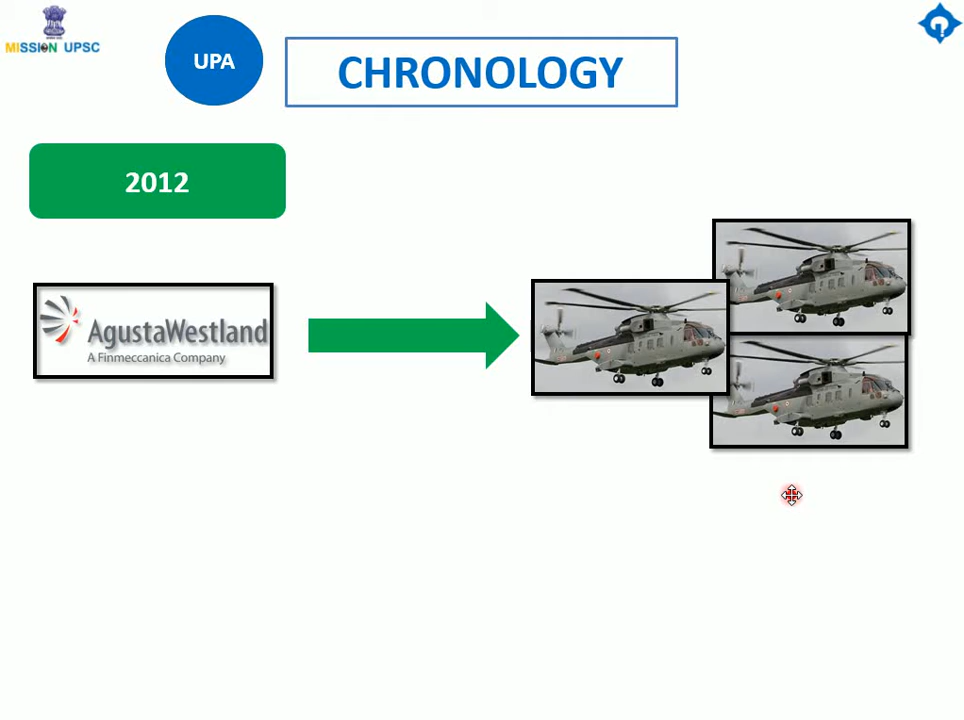 MISSION UPSC
UPA
CHRONOLOGY
2012
AgustaWestland
A Finmeccanica Company